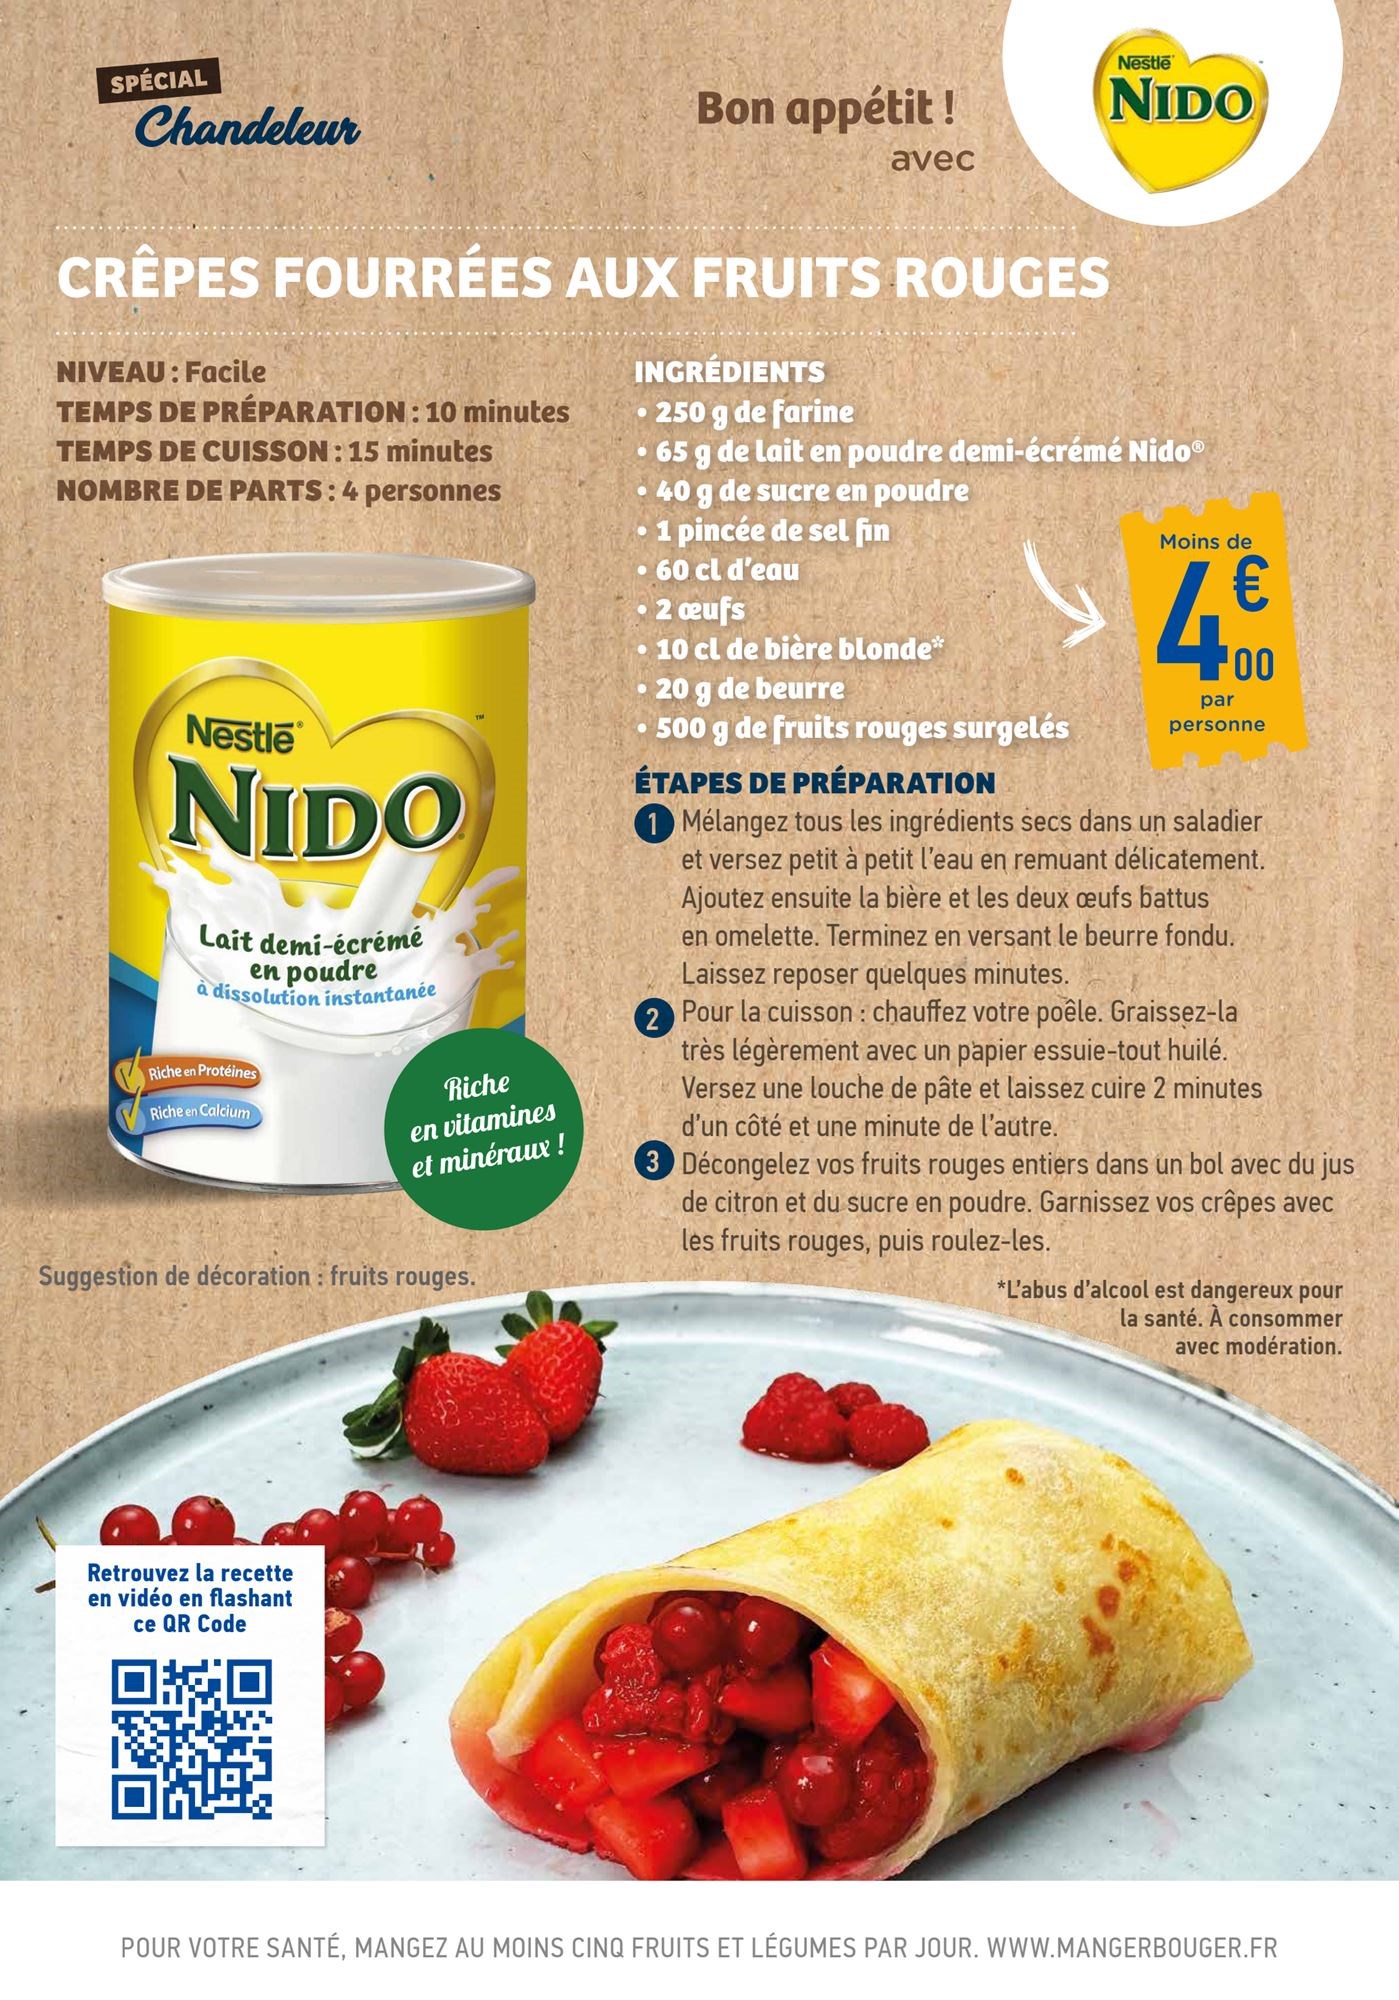 SPÉCIAL
Chandeleur
Bon appétit !
avec
Nestlé
NIDO
CRÊPES FOURRÉES AUX FRUITS ROUGES
NIVEAU : Facile
TEMPS DE PRÉPARATION : 10 minutes
TEMPS DE CUISSON : 15 minutes
NOMBRE DE PARTS : 4 personnes
INGRÉDIENTS
• 250 g de farine
• 65 g de lait en poudre demi-écrémé Nido®
• 40 g de sucre en poudre
• 1 pincée de sel fin
• 60 cl d’eau
• 2 œufs
• 10 cl de bière blonde*
• 20 g de beurre
• 500 g de fruits rouges surgelés
Moins de
4€00
par
personne
Nestlé®
™
NIDO®
Lait demi-écrémé
en poudre
à dissolution instantanée
Riche en Protéines
Riche en Calcium
Riche
en vitamines
et minéraux !
ÉTAPES DE PRÉPARATION
1 Mélangez tous les ingrédients secs dans un saladier
et versez petit à petit l’eau en remuant délicatement.
Ajoutez ensuite la bière et les deux œufs battus
en omelette. Terminez en versant le beurre fondu.
Laissez reposer quelques minutes.
2 Pour la cuisson : chauffez votre poêle. Graissez-la
très légèrement avec un papier essuie-tout huilé.
Versez une louche de pâte et laissez cuire 2 minutes
d’un côté et une minute de l’autre.
3 Décongelez vos fruits rouges entiers dans un bol avec du jus
de citron et du sucre en poudre. Garnissez vos crêpes avec
les fruits rouges, puis roulez-les.
Suggestion de décoration : fruits rouges.
*L’abus d’alcool est dangereux pour
la santé. À consommer
avec modération.
Retrouvez la recette
en vidéo en flashant
ce QR Code
POUR VOTRE SANTÉ, MANGEZ AU MOINS CINQ FRUITS ET LÉGUMES PAR JOUR. WWW.MANGERBOUGER.FR